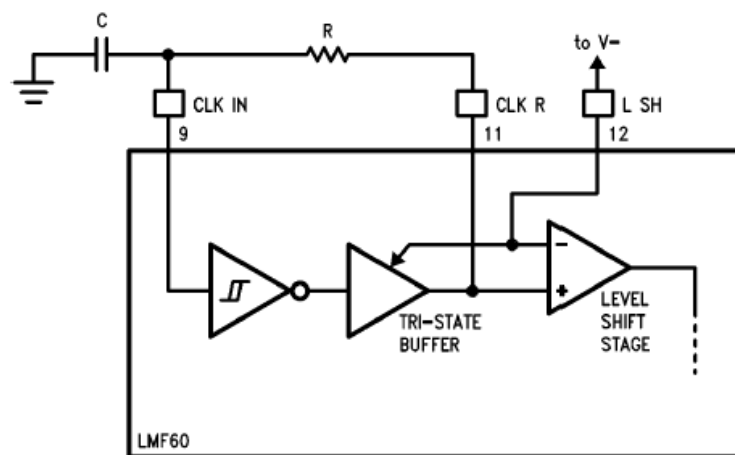 C
R
to V-
CLK IN
CLK R
L SH
9
11
12
-
+
TRI-STATE
BUFFER
LEVEL
SHIFT
STAGE
LMF60